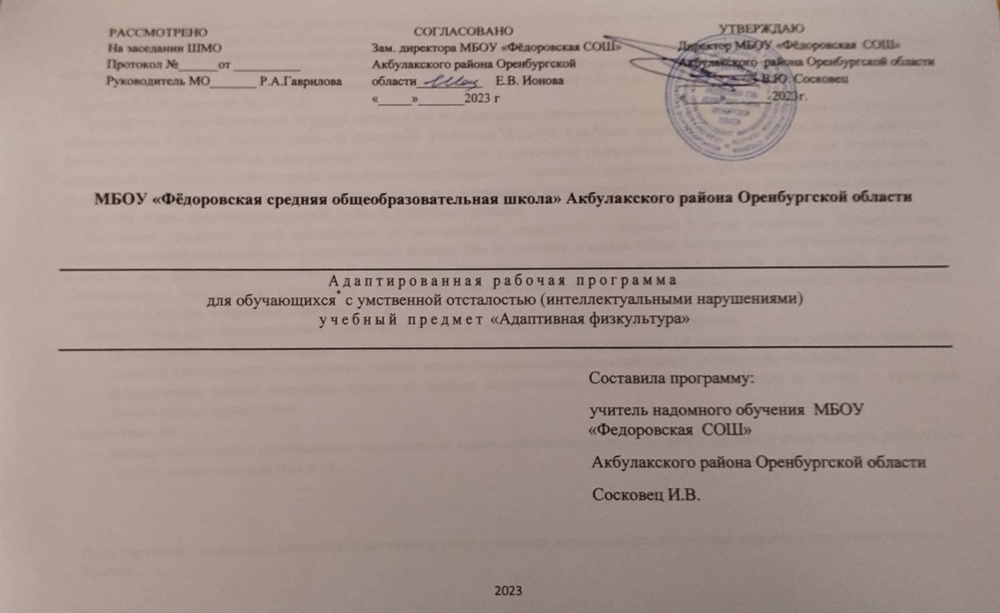 РАССМОТРЕНО
На заседании ШМО
Протокол №______от __________
Руководитель МО_______ Р.А.Гаврилова
СОГЛАСОВАНО
Зам. директора МБОУ «Фёдоровская СОШ»
Акбулакского района Оренбургской
области__________ Е.В. Ионова
«_____»_______2023 г
УТВЕРЖДАЮ
Директор МБОУ «Фёдоровская СОШ»
Акбулакского района Оренбургской области
____________ В.Ю. Сосковец
«_____»_______2023г.
МБОУ «Фёдоровская средняя общеобразовательная школа» Акбулакского района Оренбургской области
Адаптированная рабочая программа
для обучающихся* с умственной отсталостью (интеллектуальными нарушениями)
учебный предмет «Адаптивная физкультура»
Составила программу:
учитель надомного обучения МБОУ
«Федоровская СОШ»
Акбулакского района Оренбургской области
Сосковец И.В.
2023